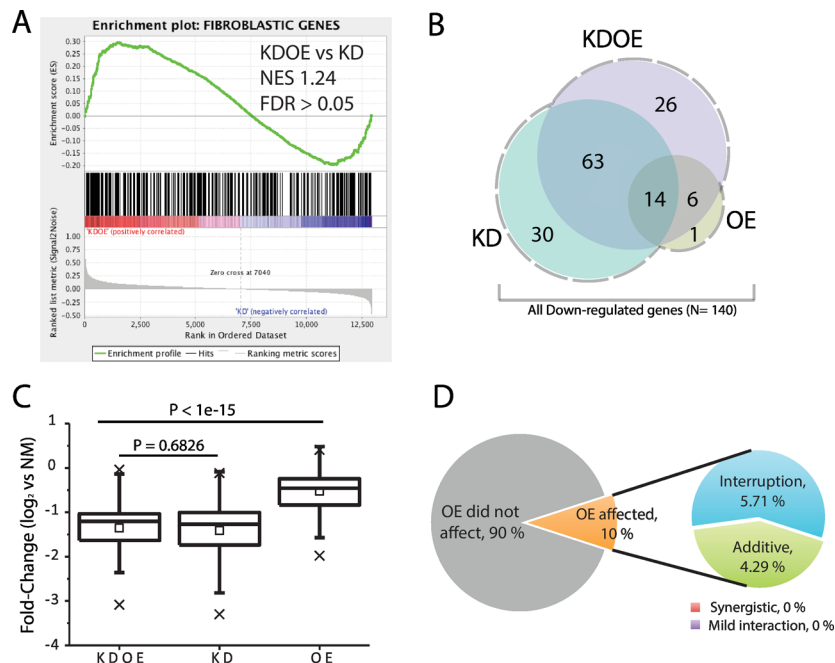 A
Enrichment plot: FIBROBLASTIC GENES
KDOE vs KD
NES 1.24
FDR > 0.05
Enrichment score (ES)
0.30
0.25
0.20
0.15
0.10
0.05
0.00
-0.05
-0.10
-0.15
-0.20
'KDOE' (positively correlated)
Ranked list metric (Signal2Noise)
1.00
0.75
0.50
0.25
0.00
-0.25
-0.50
Zero cross at 7040
'KD' (negatively correlated)
0
2,500
5,000
7,500
10,000
12,500
Rank in Ordered Dataset
Enrichment profile
Hits
Ranking metric scores
B
KDOE
26
63
14
6
1
30
KD
OE
All Down-regulated genes (N= 140)
C
P < 1e-15
P = 0.6826
Fold-Change (log₂ vs NM)
1
0
-1
-2
-3
-4
KDOE
KD
OE
D
OE did not
affect, 90 %
OE affected,
10 %
Interruption,
5.71 %
Additive,
4.29 %
Synergistic, 0 %
Mild interaction, 0 %